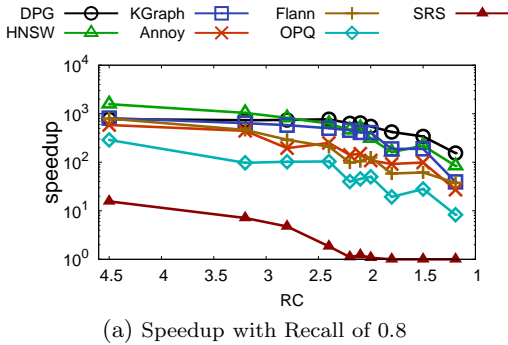 DPG KGraph Flann SRS
HNSW Annoy OPQ
10^4
10^3
10^2
10^1
10^0
speedup
4.5 4 3.5 3 2.5 2 1.5 1
RC
(a) Speedup with Recall of 0.8